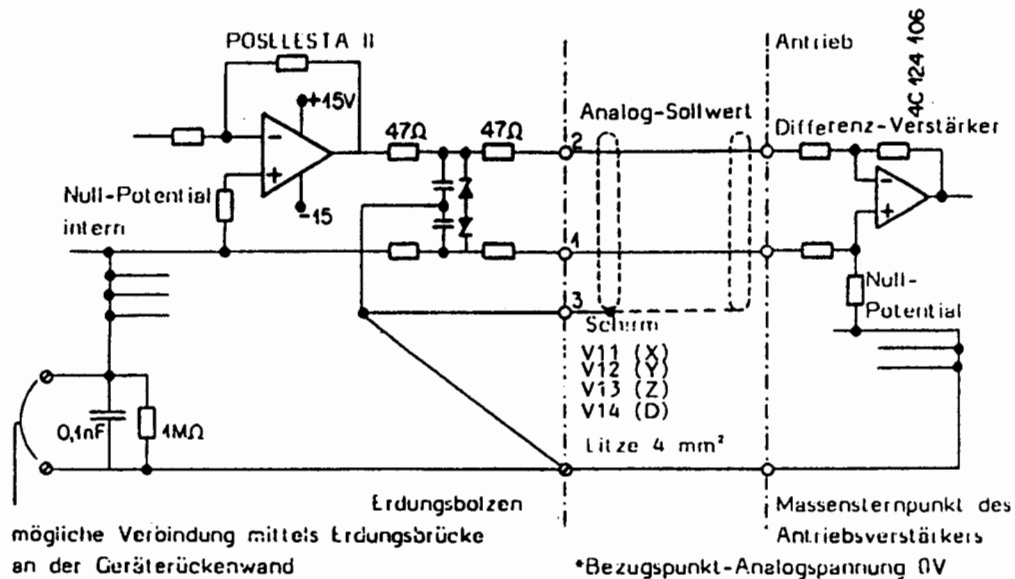 POSLLESTA II
Antrieb
4C 124 106
+15V
47Ω
47Ω
Analog-Sollwert
Differenz-Verstärker
−
+
−15
2
−
+
Null-Potential
intern
1
Null-
Potential
3
Schirm
V11 (X)
V12 (Y)
V13 (Z)
V14 (D)
0,1nF
1MΩ
Litze 4 mm²
Erdungsbolzen
Massensternpunkt des
Antriebsverstärkers
mögliche Verbindung mittels Erdungsbrücke
an der Geräterückenwand
*Bezugspunkt-Analogspannung 0V